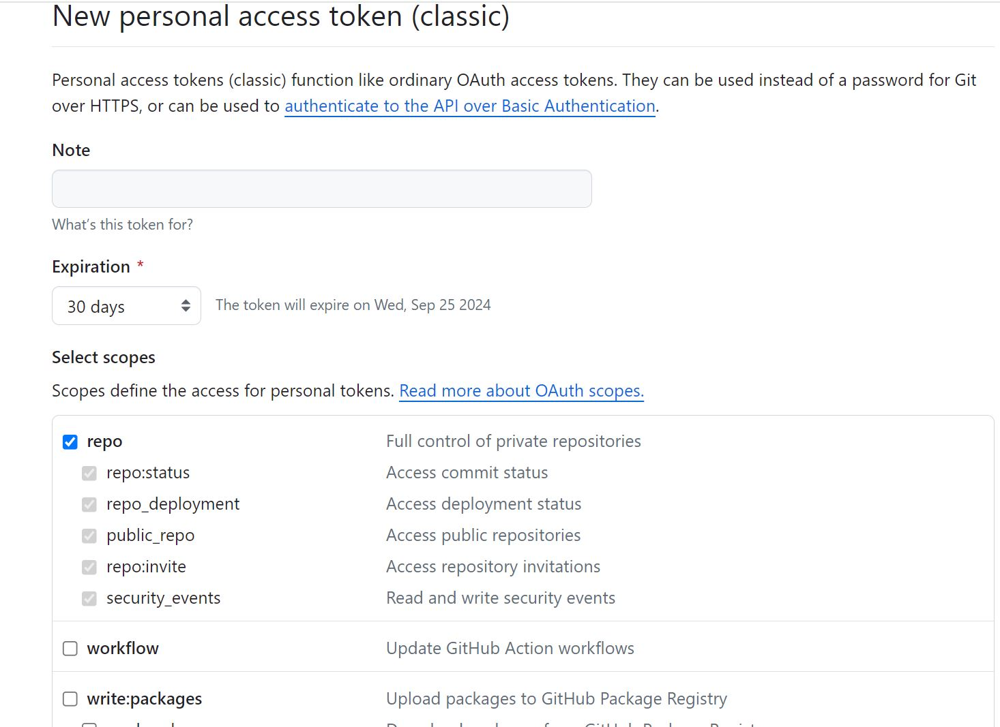 New personal access token (classic)
Personal access tokens (classic) function like ordinary OAuth access tokens. They can be used instead of a password for Git
over HTTPS, or can be used to authenticate to the API over Basic Authentication.
Note
What's this token for?
Expiration *
30 days
The token will expire on Wed, Sep 25 2024
Select scopes
Scopes define the access for personal tokens. Read more about OAuth scopes.
repo Full control of private repositories
repo:status Access commit status
repo_deployment Access deployment status
public_repo Access public repositories
repo:invite Access repository invitations
security_events Read and write security events
workflow Update GitHub Action workflows
write:packages Upload packages to GitHub Package Registry